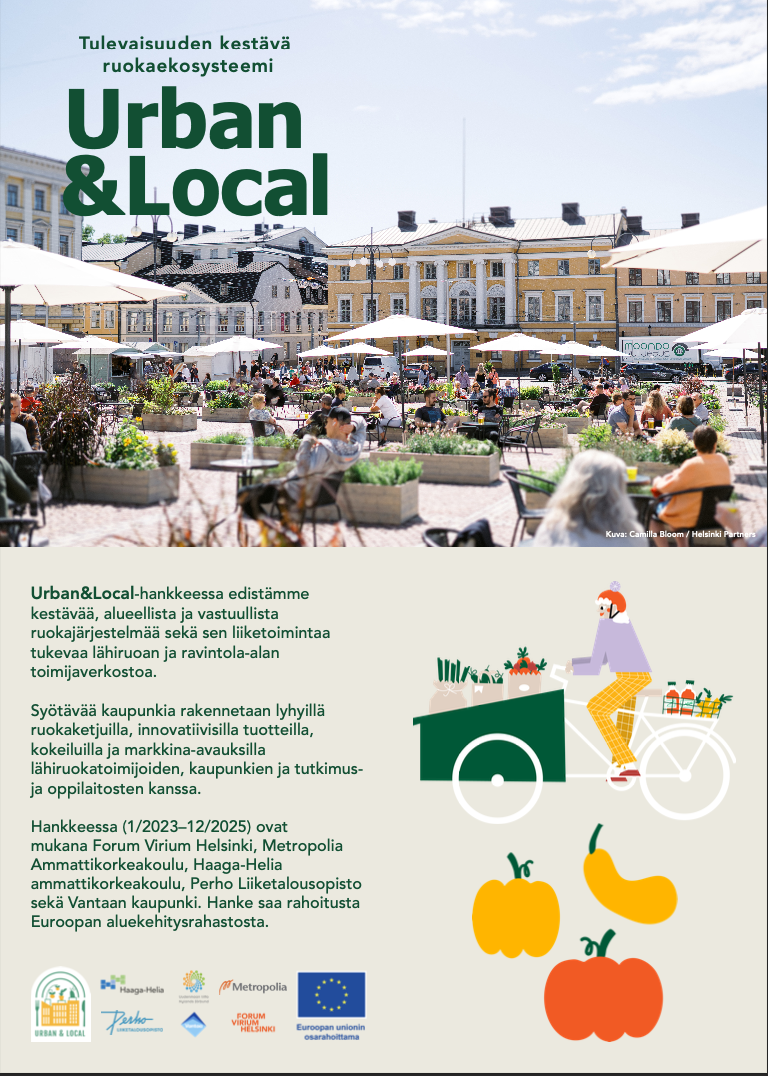 Tulevaisuuden kestävä
ruokaekosysteemi
Urban
&Local
Kuva: Camilla Bloom / Helsinki Partners
Urban&Local-hankkeessa edistämme
kestävää, alueellista ja vastuullista
ruokajärjestelmää sekä sen liiketoimintaa
tukevaa lähiruoan ja ravintola-alan
toimijaverkostoa.
Syötävää kaupunkia rakennetaan lyhyillä
ruokaketjuilla, innovatiivisilla tuotteilla,
kokeiluilla ja markkina-avauksilla
lähiruokatoimijoiden, kaupunkien ja tutkimus-
ja oppilaitosten kanssa.
Hankkeessa (1/2023–12/2025) ovat
mukana Forum Virium Helsinki, Metropolia
Ammattikorkeakoulu, Haaga-Helia
ammattikorkeakoulu, Perho Liiketalousopisto
sekä Vantaan kaupunki. Hanke saa rahoitusta
Euroopan aluekehitysrahastosta.
URBAN & LOCAL
Haaga-Helia
Metropolia
Perho
LIIKETALOUSOPISTO
FORUM
VIRIUM
HELSINKI
Euroopan unionin
osarahoittama